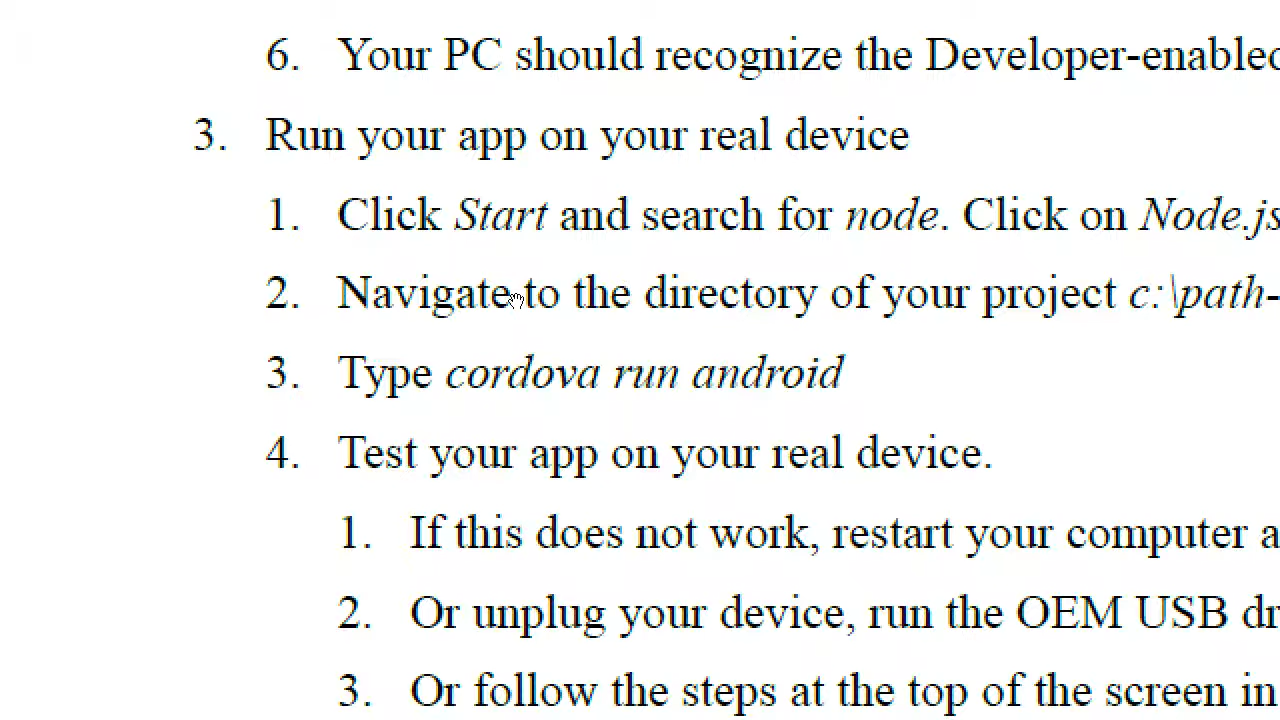 6. Your PC should recognize the Developer-enabled
3. Run your app on your real device
1. Click Start and search for node. Click on Node.js
2. Navigate to the directory of your project c:\path-
3. Type cordova run android
4. Test your app on your real device.
1. If this does not work, restart your computer a
2. Or unplug your device, run the OEM USB dr
3. Or follow the steps at the top of the screen in